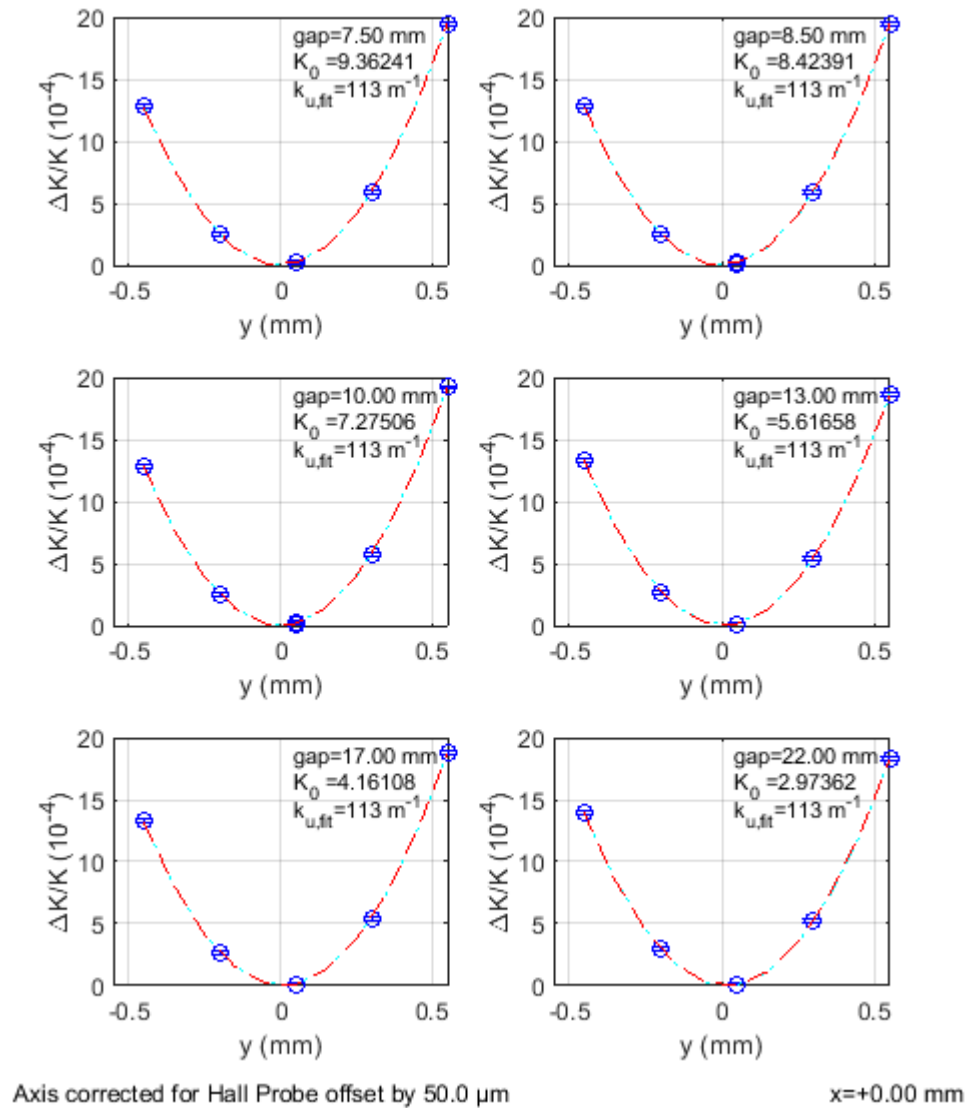 20
15
10
5
0
ΔK/K (10⁻⁴)
gap=7.50 mm
K₀ =9.36241
k_u,fit=113 m⁻¹
-0.5 0 0.5
y (mm)
20
15
10
5
0
ΔK/K (10⁻⁴)
gap=8.50 mm
K₀ =8.42391
k_u,fit=113 m⁻¹
-0.5 0 0.5
y (mm)
20
15
10
5
0
ΔK/K (10⁻⁴)
gap=10.00 mm
K₀ =7.27506
k_u,fit=113 m⁻¹
-0.5 0 0.5
y (mm)
20
15
10
5
0
ΔK/K (10⁻⁴)
gap=13.00 mm
K₀ =5.61658
k_u,fit=113 m⁻¹
-0.5 0 0.5
y (mm)
20
15
10
5
0
ΔK/K (10⁻⁴)
gap=17.00 mm
K₀ =4.16108
k_u,fit=113 m⁻¹
-0.5 0 0.5
y (mm)
20
15
10
5
0
ΔK/K (10⁻⁴)
gap=22.00 mm
K₀ =2.97362
k_u,fit=113 m⁻¹
-0.5 0 0.5
y (mm)
Axis corrected for Hall Probe offset by 50.0 μm
x=+0.00 mm